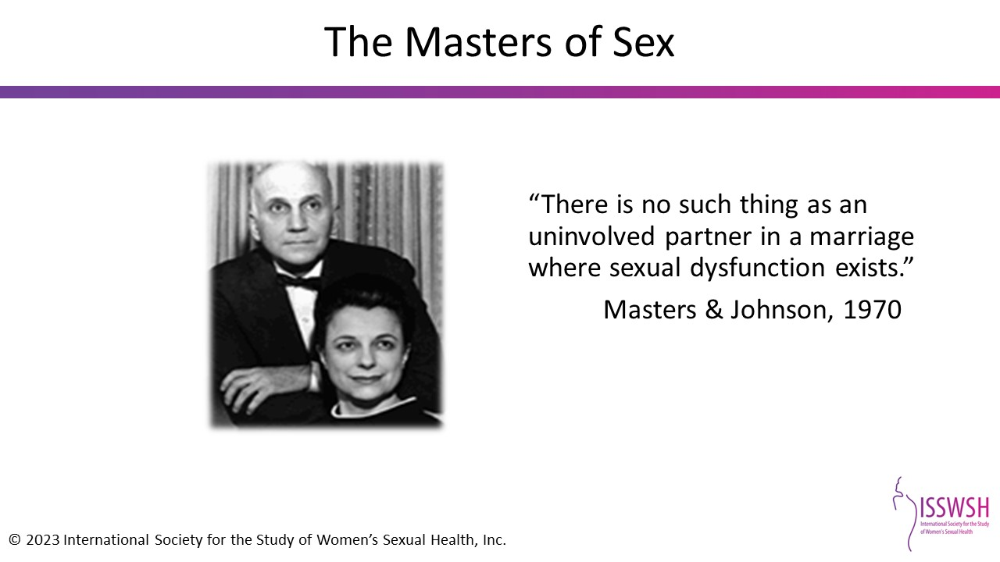 The Masters of Sex
“There is no such thing as an
uninvolved partner in a marriage
where sexual dysfunction exists.”
Masters & Johnson, 1970
ISSWSH
International Society for the Study
of Women's Sexual Health
© 2023 International Society for the Study of Women’s Sexual Health, Inc.